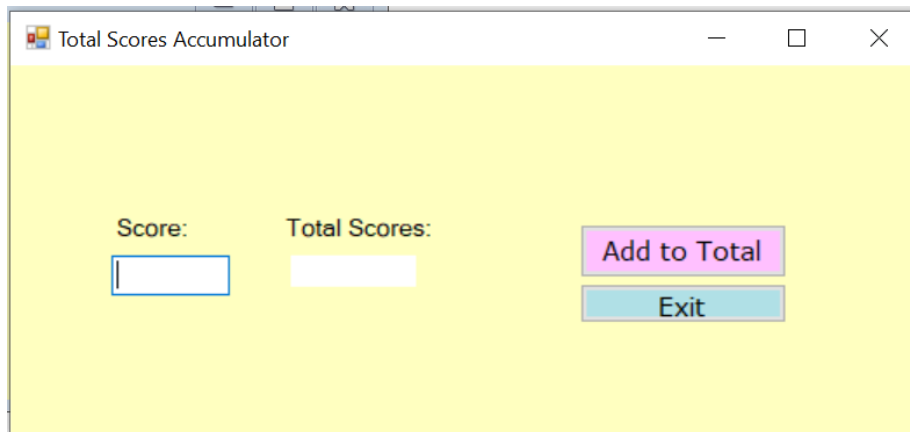 Total Scores Accumulator
Score:
Total Scores:
Add to Total
Exit